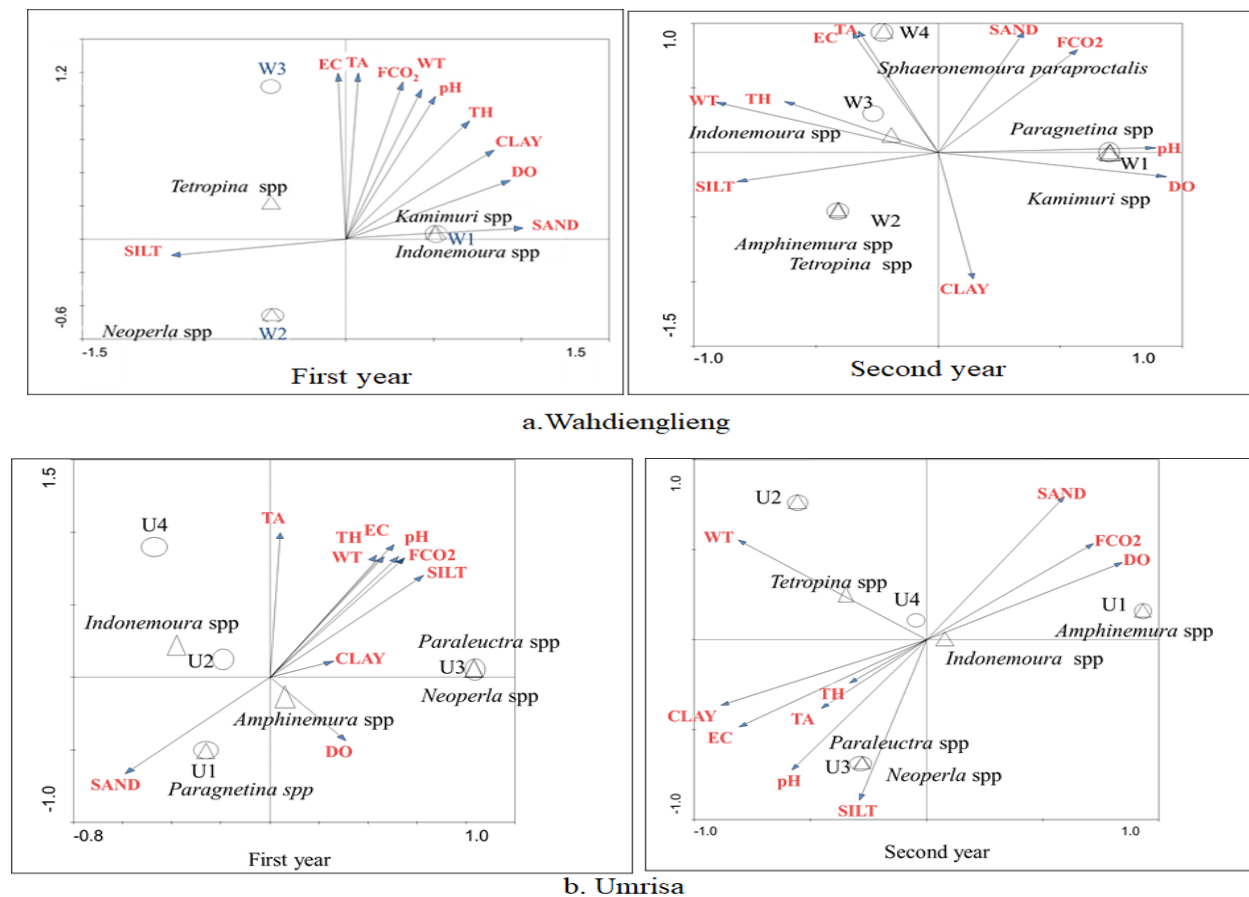 1.2
W3
EC TA
FCO2
WT
pH
TH
CLAY
DO
Tetropina spp
Kamimuri spp
SAND
W1
Indonemoura spp
SILT
-0.6
Neoperla spp
W2
-1.5
1.5
First year
1.0
TA
EC
W4
SAND
FCO2
Sphaeronemoura paraproctalis
WT
TH
W3
Indonemoura spp
Paragnetina spp
pH
W1
DO
SILT
Kamimuri spp
W2
Amphinemura spp
Tetropina spp
CLAY
-1.5
-1.0
1.0
Second year
a.Wahdienglieng
1.5
U4
TA
TH
EC
pH
WT
FCO2
SILT
Indonemoura spp
U2
Paraleuctra spp
CLAY
U3
Neoperla spp
Amphinemura spp
DO
U1
SAND
Paragnetina spp
-1.0
-0.8
1.0
First year
1.0
U2
SAND
WT
FCO2
DO
Tetropina spp
U4
U1
Amphinemura spp
Indonemoura spp
TH
CLAY
TA
EC
Paraleuctra spp
U3
Neoperla spp
pH
SILT
-1.0
-1.0
1.0
Second year
b. Umrisa